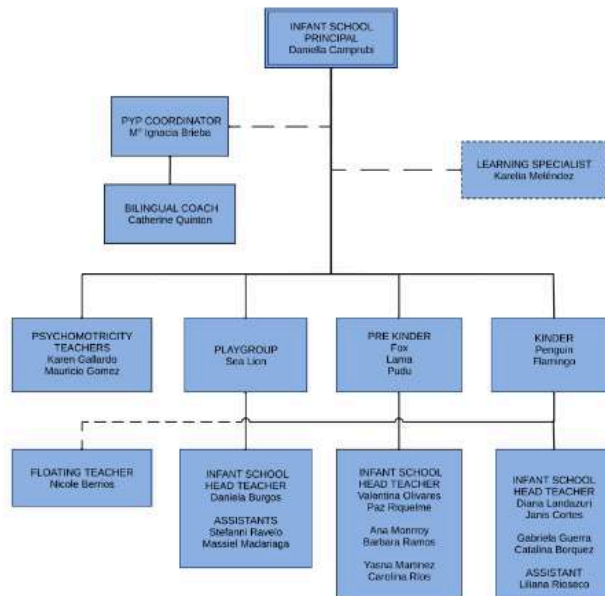 INFANT SCHOOL
PRINCIPAL
Daniella Camprubi
PYP COORDINATOR
Mª Ignacia Brieba
LEARNING SPECIALIST
Karelia Meléndez
BILINGUAL COACH
Catherine Quinton
PSYCHOMOTRICITY
TEACHERS
Karen Gallardo
Mauricio Gomez
PLAYGROUP
Sea Lion
PRE KINDER
Fox
Lama
Pudu
KINDER
Penguin
Flamingo
FLOATING TEACHER
Nicole Berrios
INFANT SCHOOL
HEAD TEACHER
Daniela Burgos
ASSISTANTS
Stefanni Ravelo
Massiel Madariaga
INFANT SCHOOL
HEAD TEACHER
Valentina Olivares
Paz Riquelme
Ana Monrroy
Barbara Ramos
Yasna Martinez
Carolina Rios
INFANT SCHOOL
HEAD TEACHER
Diana Landazuri
Janis Cortes
Gabriela Guerra
Catalina Borquez
ASSISTANT
Liliana Rioseco